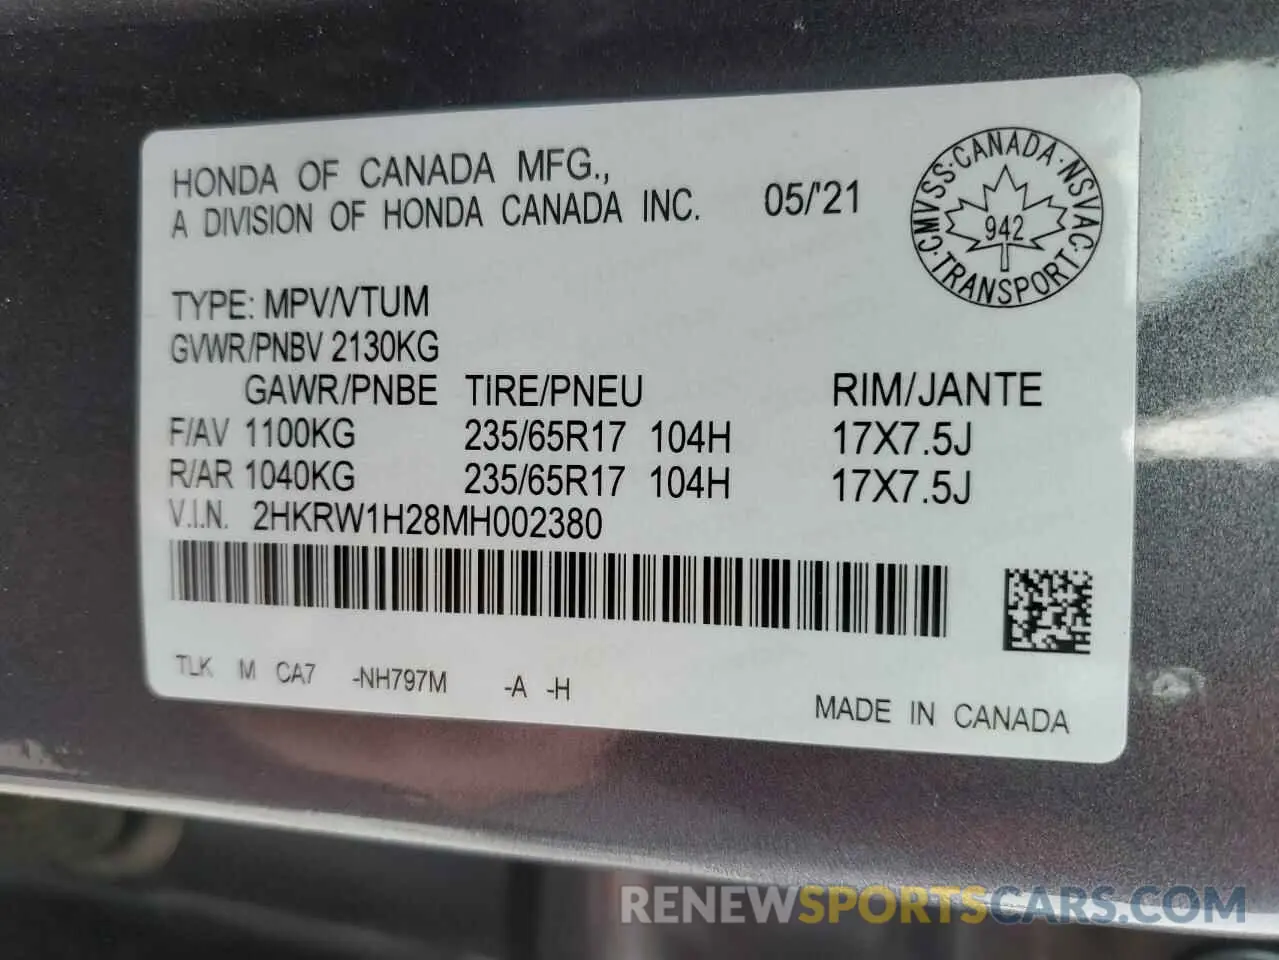 HONDA OF CANADA MFG.,
A DIVISION OF HONDA CANADA INC.
05/'21
CMVSS·CANADA·NSVAC·TRANSPORT·
942
TYPE: MPV/VTUM
GVWR/PNBV 2130KG
GAWR/PNBE TIRE/PNEU RIM/JANTE
F/AV 1100KG 235/65R17 104H 17X7.5J
R/AR 1040KG 235/65R17 104H 17X7.5J
V.I.N. 2HKRW1H28MH002380
TLK M CA7 -NH797M -A -H
MADE IN CANADA
RENEWSPORTSCARS.COM